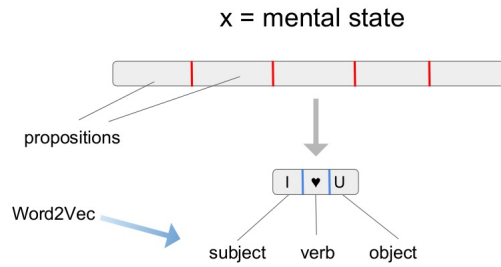 x = mental state
propositions
I ♥ U
Word2Vec
subject verb object